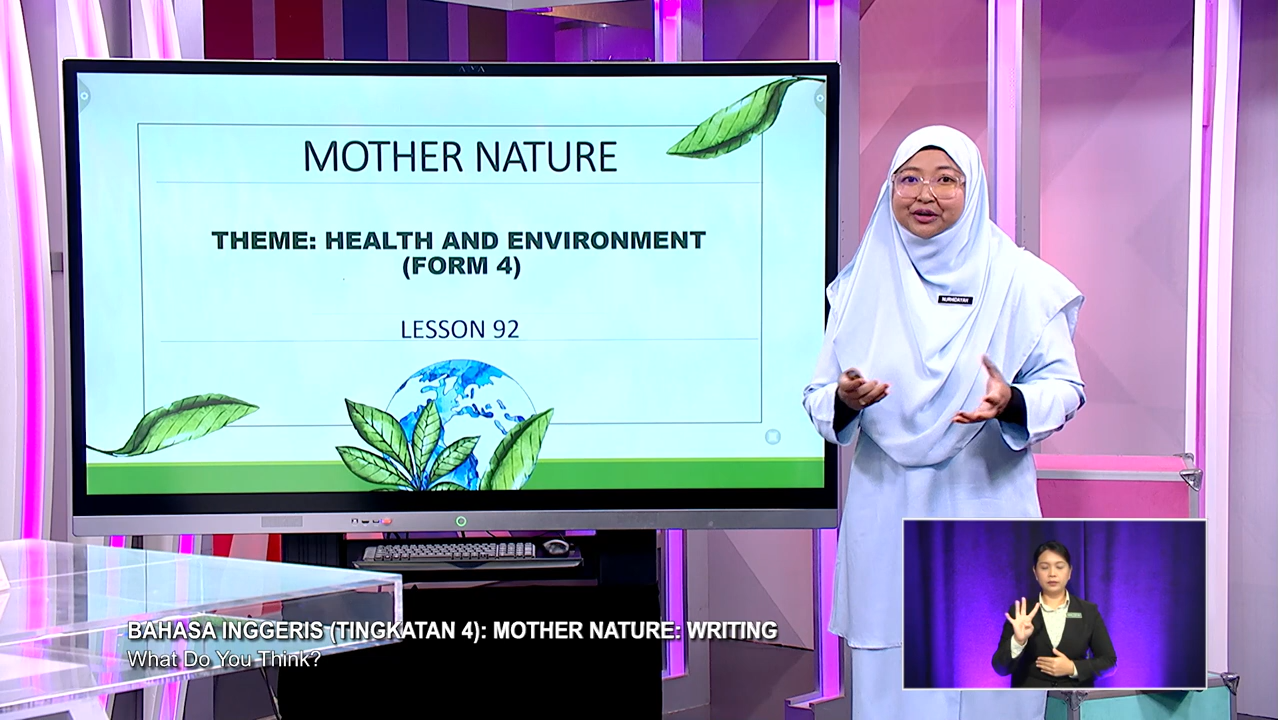 MOTHER NATURE
THEME: HEALTH AND ENVIRONMENT
(FORM 4)
LESSON 92
NURHIDAYAH
BAHASA INGGERIS (TINGKATAN 4): MOTHER NATURE: WRITING
What Do You Think?